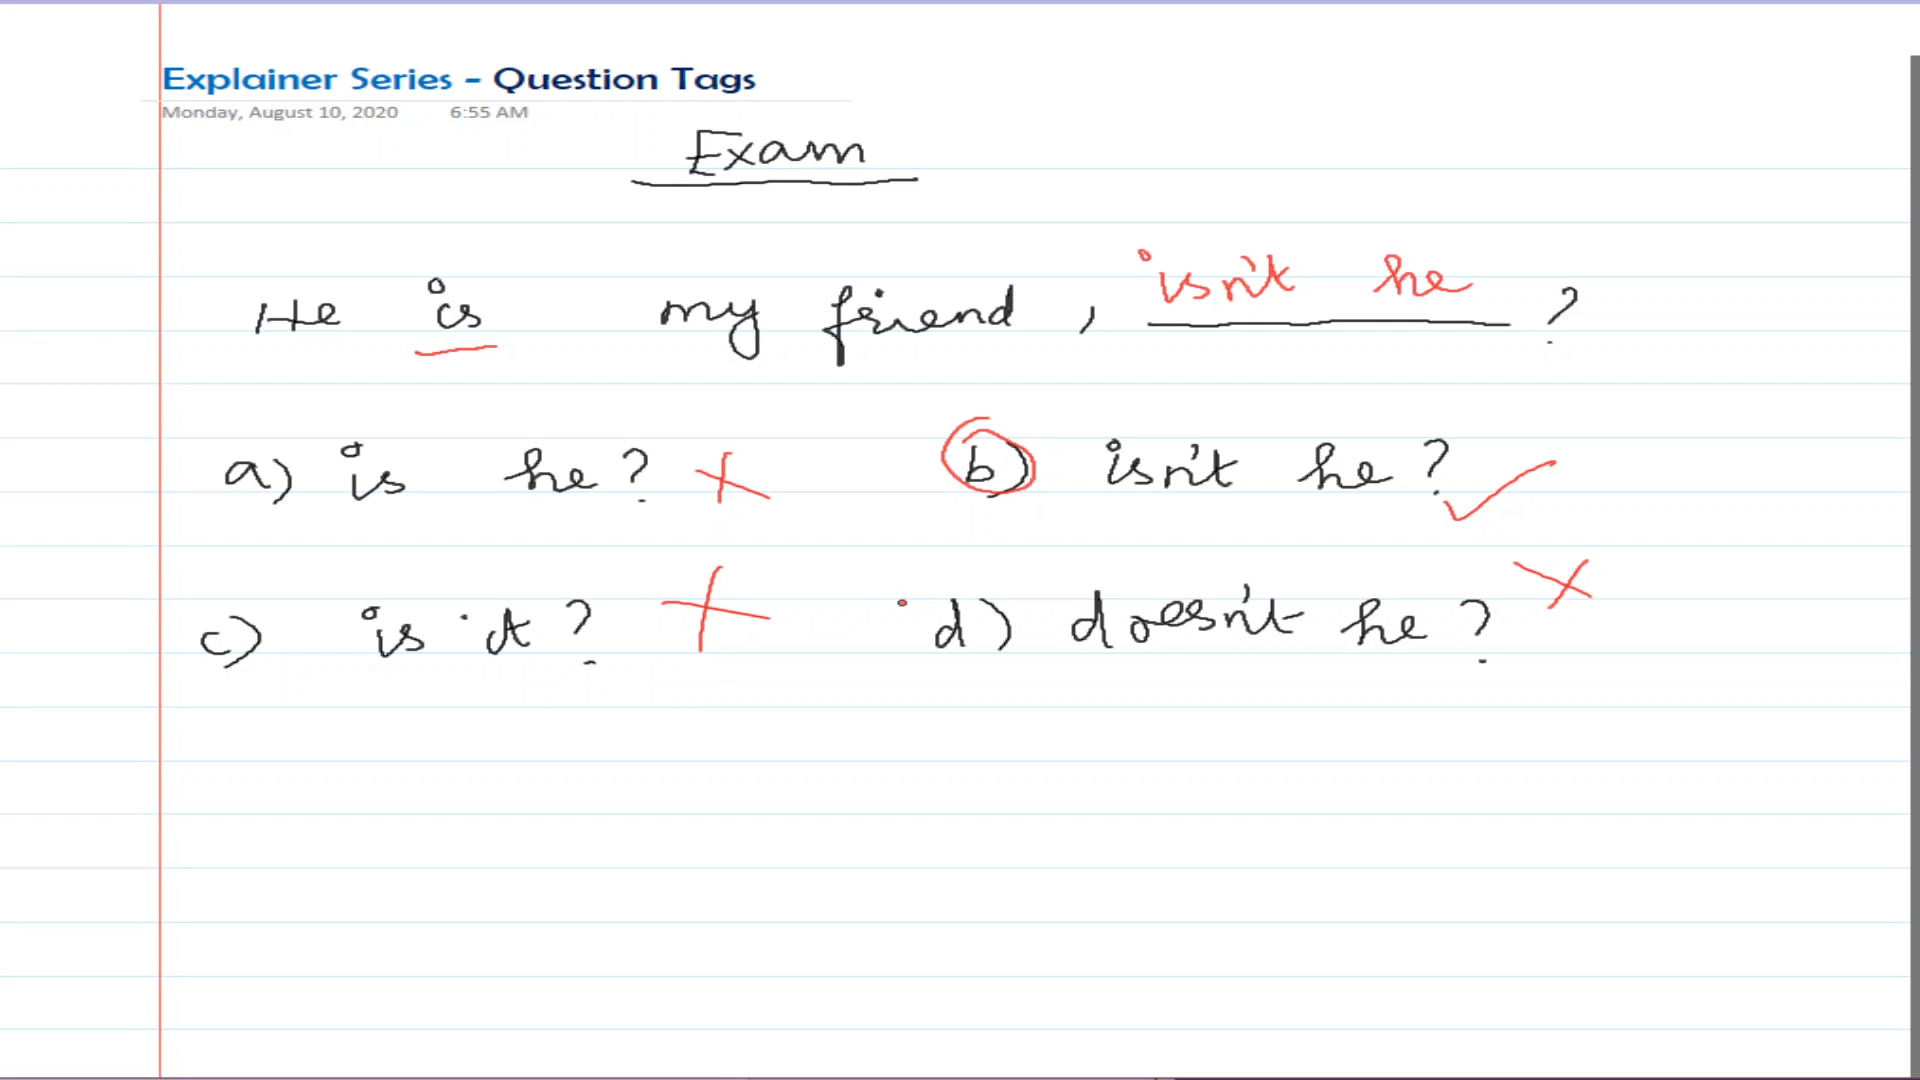 Explainer Series - Question Tags
Monday, August 10, 2020 6:55 AM
Exam
He is my friend, isn't he ?
a) is he? b) isn't he?
c) is it? d) doesn't he?